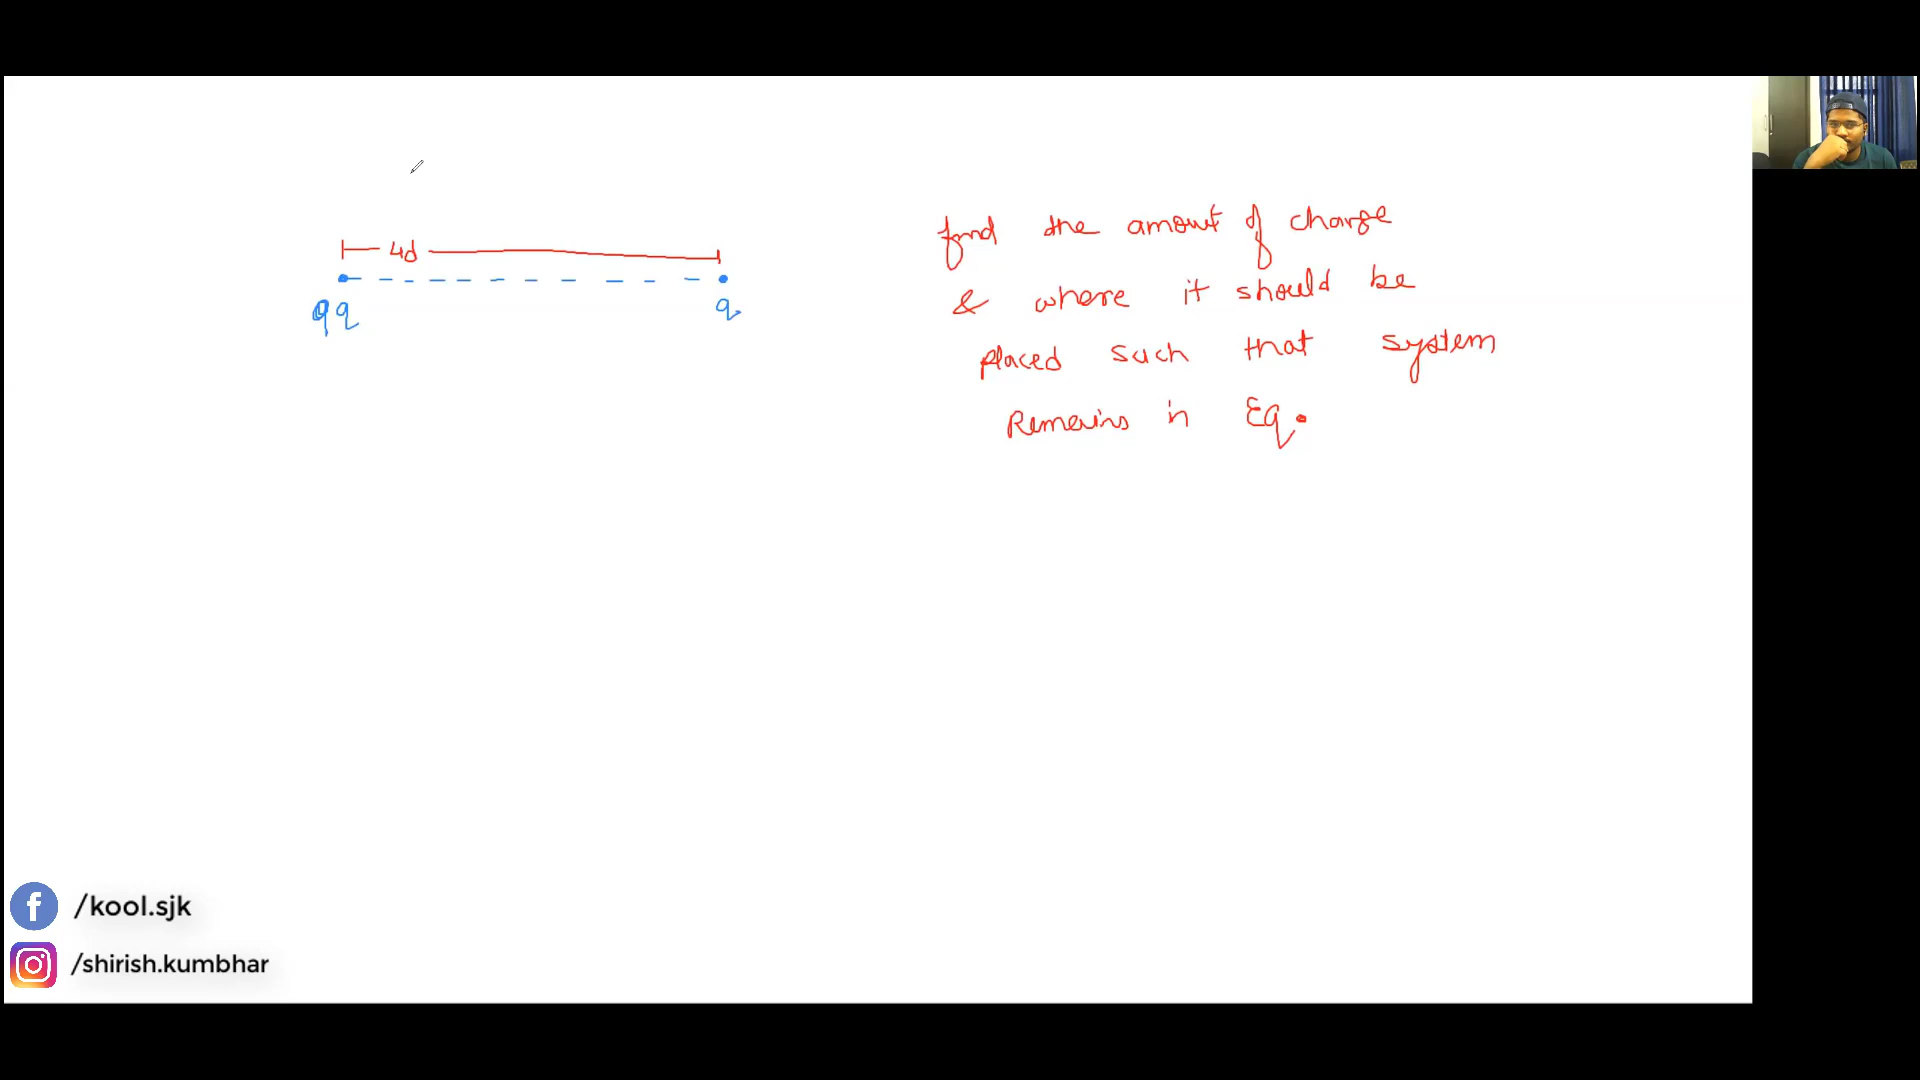 4d
9q
q
find the amount of charge
& where it should be
placed such that system
Remains in Eq.
/kool.sjk
/shirish.kumbhar